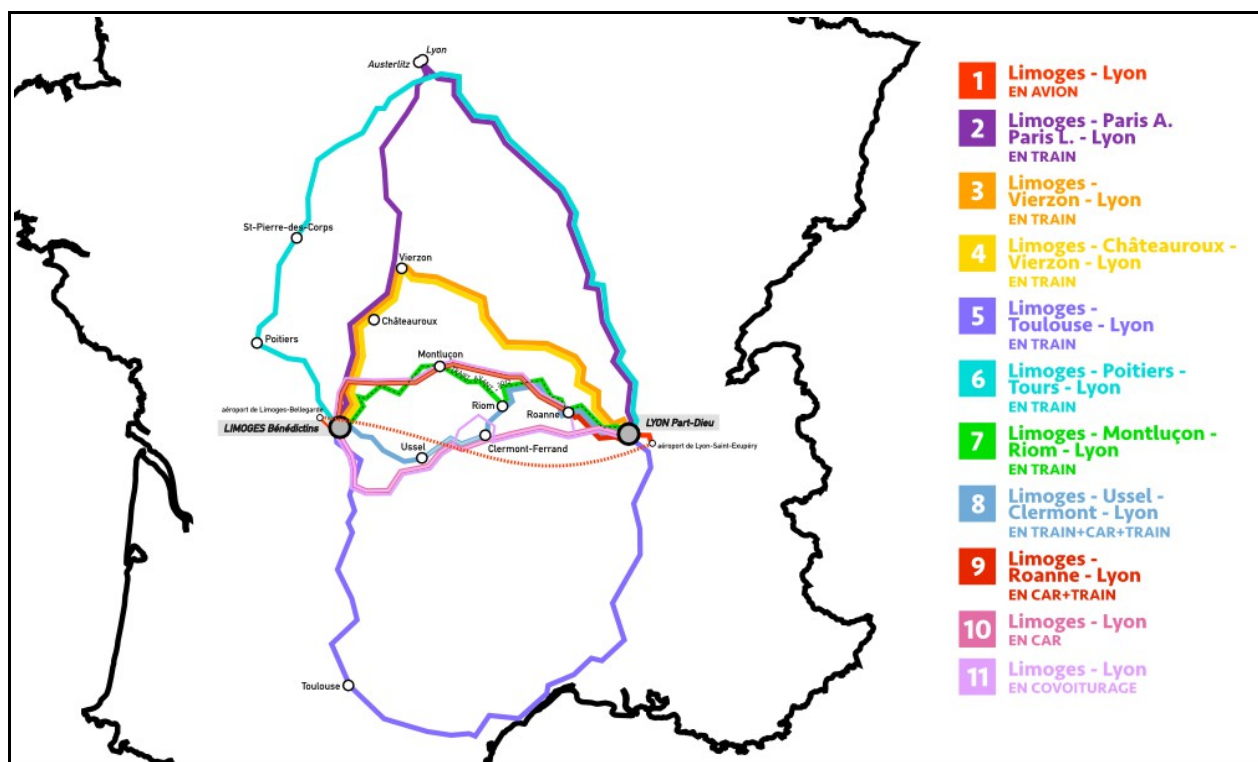 Lyon
Austerlitz
St-Pierre-des-Corps
Vierzon
Châteauroux
Poitiers
Montluçon
Riom
Roanne
aéroport de Limoges-Bellegarde
LIMOGES Bénédictins
LYON Part-Dieu
Ussel
Clermont-Ferrand
aéroport de Lyon-Saint-Exupéry
Toulouse
1 Limoges - Lyon
EN AVION
2 Limoges - Paris A.
Paris L. - Lyon
EN TRAIN
3 Limoges -
Vierzon - Lyon
EN TRAIN
4 Limoges - Châteauroux -
Vierzon - Lyon
EN TRAIN
5 Limoges -
Toulouse - Lyon
EN TRAIN
6 Limoges - Poitiers -
Tours - Lyon
EN TRAIN
7 Limoges - Montluçon -
Riom - Lyon
EN TRAIN
8 Limoges - Ussel -
Clermont - Lyon
EN TRAIN+CAR+TRAIN
9 Limoges -
Roanne - Lyon
EN CAR+TRAIN
10 Limoges - Lyon
EN CAR
11 Limoges - Lyon
EN COVOITURAGE